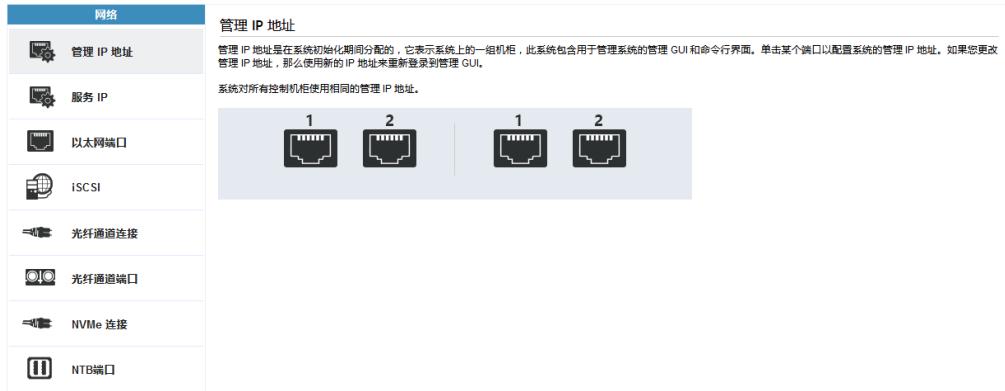 网络
管理 IP 地址
服务 IP
以太网端口
iSCSI
光纤通道连接
光纤通道端口
NVMe 连接
NTB端口
管理 IP 地址
管理 IP 地址是在系统初始化期间分配的，它表示系统上的一组机柜，此系统包含用于管理系统的管理 GUI 和命令行界面。单击某个端口以配置系统的管理 IP 地址。如果您更改
管理 IP 地址，那么使用新的 IP 地址来重新登录到管理 GUI。
系统对所有控制机柜使用相同的管理 IP 地址。
1 2 1 2